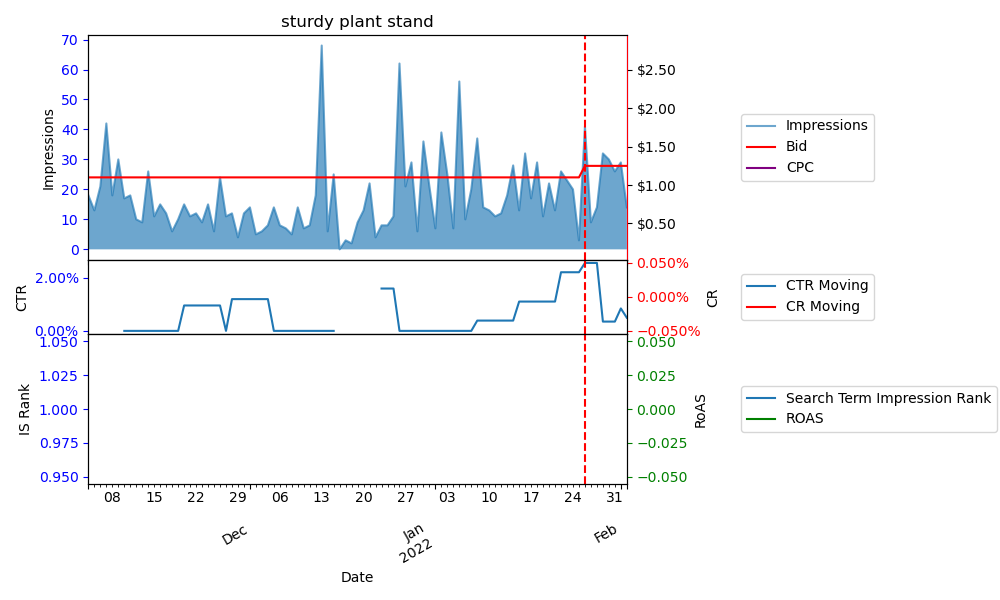 sturdy plant stand
70
60
50
40
30
20
10
0
Impressions
$2.50
$2.00
$1.50
$1.00
$0.50
Impressions
Bid
CPC
2.00%
0.00%
CTR
0.050%
0.000%
−0.050%
CR
CTR Moving
CR Moving
1.050
1.025
1.000
0.975
0.950
IS Rank
0.050
0.025
0.000
−0.025
−0.050
RoAS
Search Term Impression Rank
ROAS
08 15 22 29 06 13 20 27 03 10 17 24 31
Dec Jan Feb
2022
Date